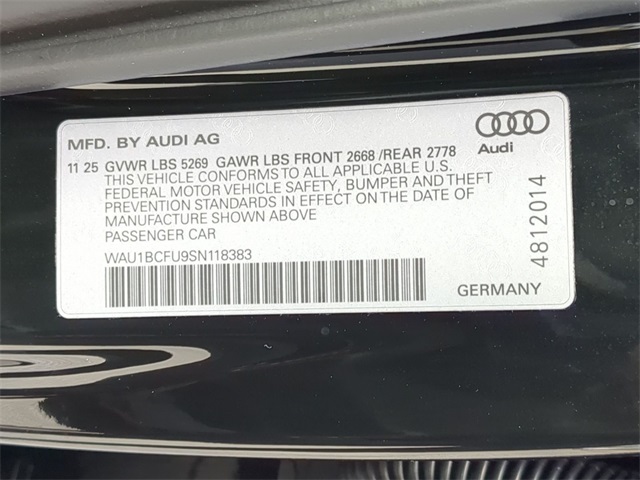 MFD. BY AUDI AG
Audi
11 25 GVWR LBS 5269 GAWR LBS FRONT 2668 /REAR 2778
THIS VEHICLE CONFORMS TO ALL APPLICABLE U.S.
FEDERAL MOTOR VEHICLE SAFETY, BUMPER AND THEFT
PREVENTION STANDARDS IN EFFECT ON THE DATE OF
MANUFACTURE SHOWN ABOVE
PASSENGER CAR
WAU1BCFU9SN118383
GERMANY
4812014